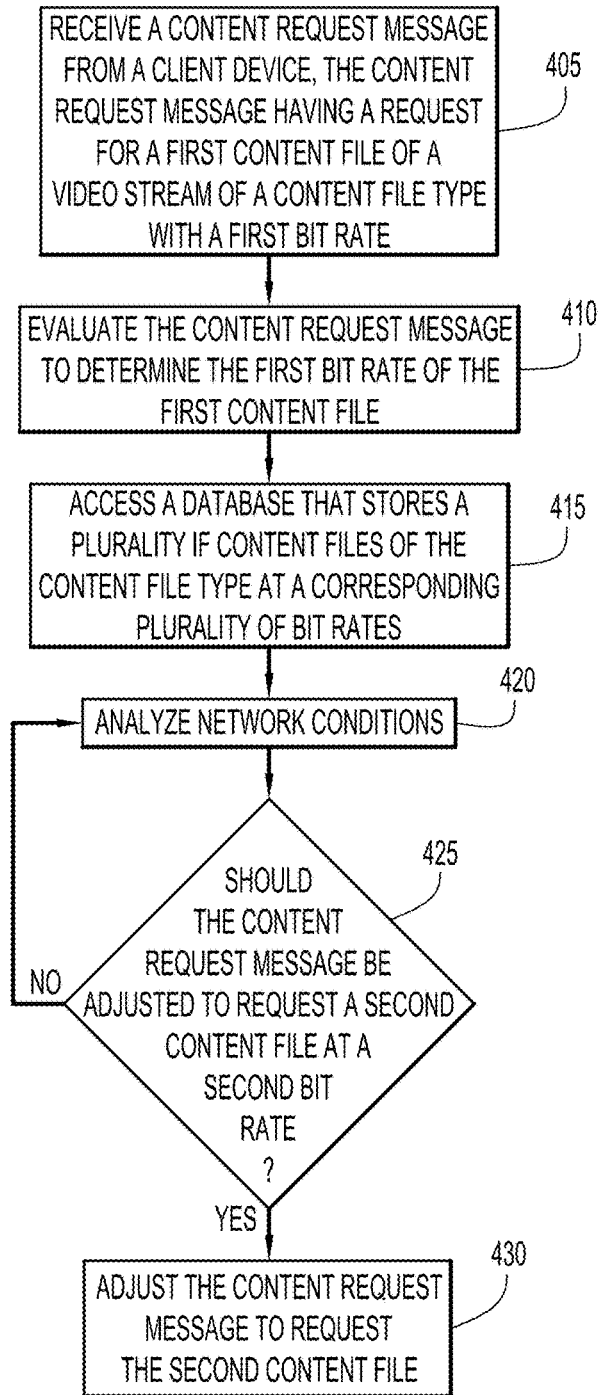 RECEIVE A CONTENT REQUEST MESSAGE
FROM A CLIENT DEVICE, THE CONTENT
REQUEST MESSAGE HAVING A REQUEST
FOR A FIRST CONTENT FILE OF A
VIDEO STREAM OF A CONTENT FILE TYPE
WITH A FIRST BIT RATE
405
EVALUATE THE CONTENT REQUEST MESSAGE
TO DETERMINE THE FIRST BIT RATE OF THE
FIRST CONTENT FILE
410
ACCESS A DATABASE THAT STORES A
PLURALITY IF CONTENT FILES OF THE
CONTENT FILE TYPE AT A CORRESPONDING
PLURALITY OF BIT RATES
415
ANALYZE NETWORK CONDITIONS
420
SHOULD
THE CONTENT
REQUEST MESSAGE BE
ADJUSTED TO REQUEST A SECOND
CONTENT FILE AT A
SECOND BIT
RATE
?
425
NO
YES
ADJUST THE CONTENT REQUEST
MESSAGE TO REQUEST
THE SECOND CONTENT FILE
430